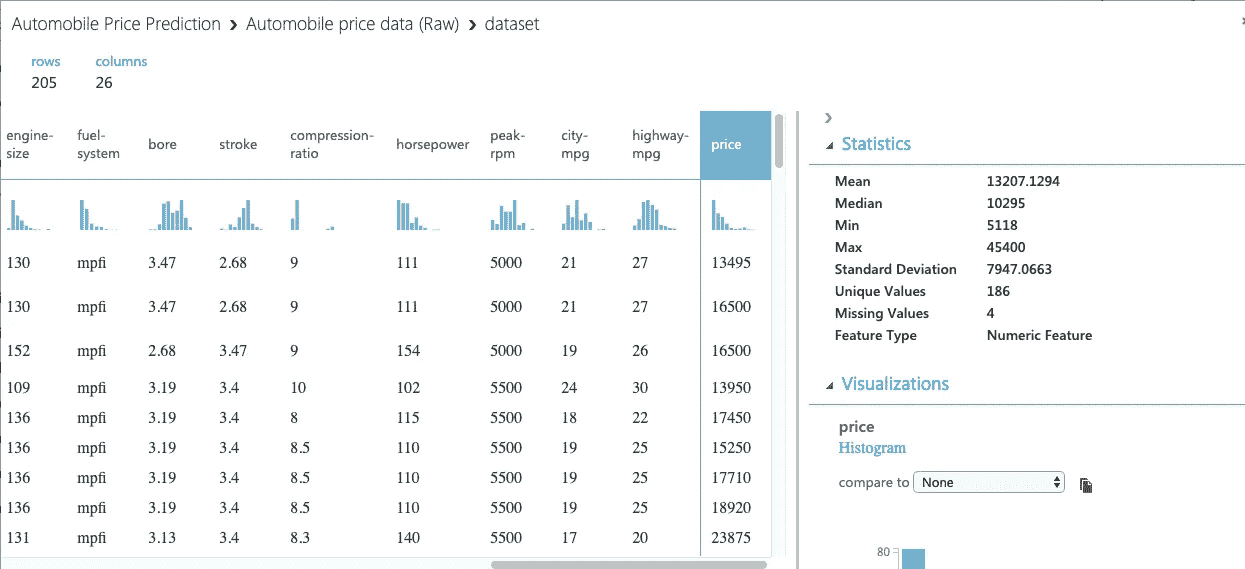 Automobile Price Prediction › Automobile price data (Raw) › dataset
rows columns
205 26
engine-size fuel-system bore stroke compression-ratio horsepower peak-rpm city-mpg highway-mpg price
130 mpfi 3.47 2.68 9 111 5000 21 27 13495
130 mpfi 3.47 2.68 9 111 5000 21 27 16500
152 mpfi 2.68 3.47 9 154 5000 19 26 16500
109 mpfi 3.19 3.4 10 102 5500 24 30 13950
136 mpfi 3.19 3.4 8 115 5500 18 22 17450
136 mpfi 3.19 3.4 8.5 110 5500 19 25 15250
136 mpfi 3.19 3.4 8.5 110 5500 19 25 17710
136 mpfi 3.19 3.4 8.5 110 5500 19 25 18920
131 mpfi 3.13 3.4 8.3 140 5500 17 20 23875
Statistics
Mean 13207.1294
Median 10295
Min 5118
Max 45400
Standard Deviation 7947.0663
Unique Values 186
Missing Values 4
Feature Type Numeric Feature
Visualizations
price
Histogram
compare to None
80